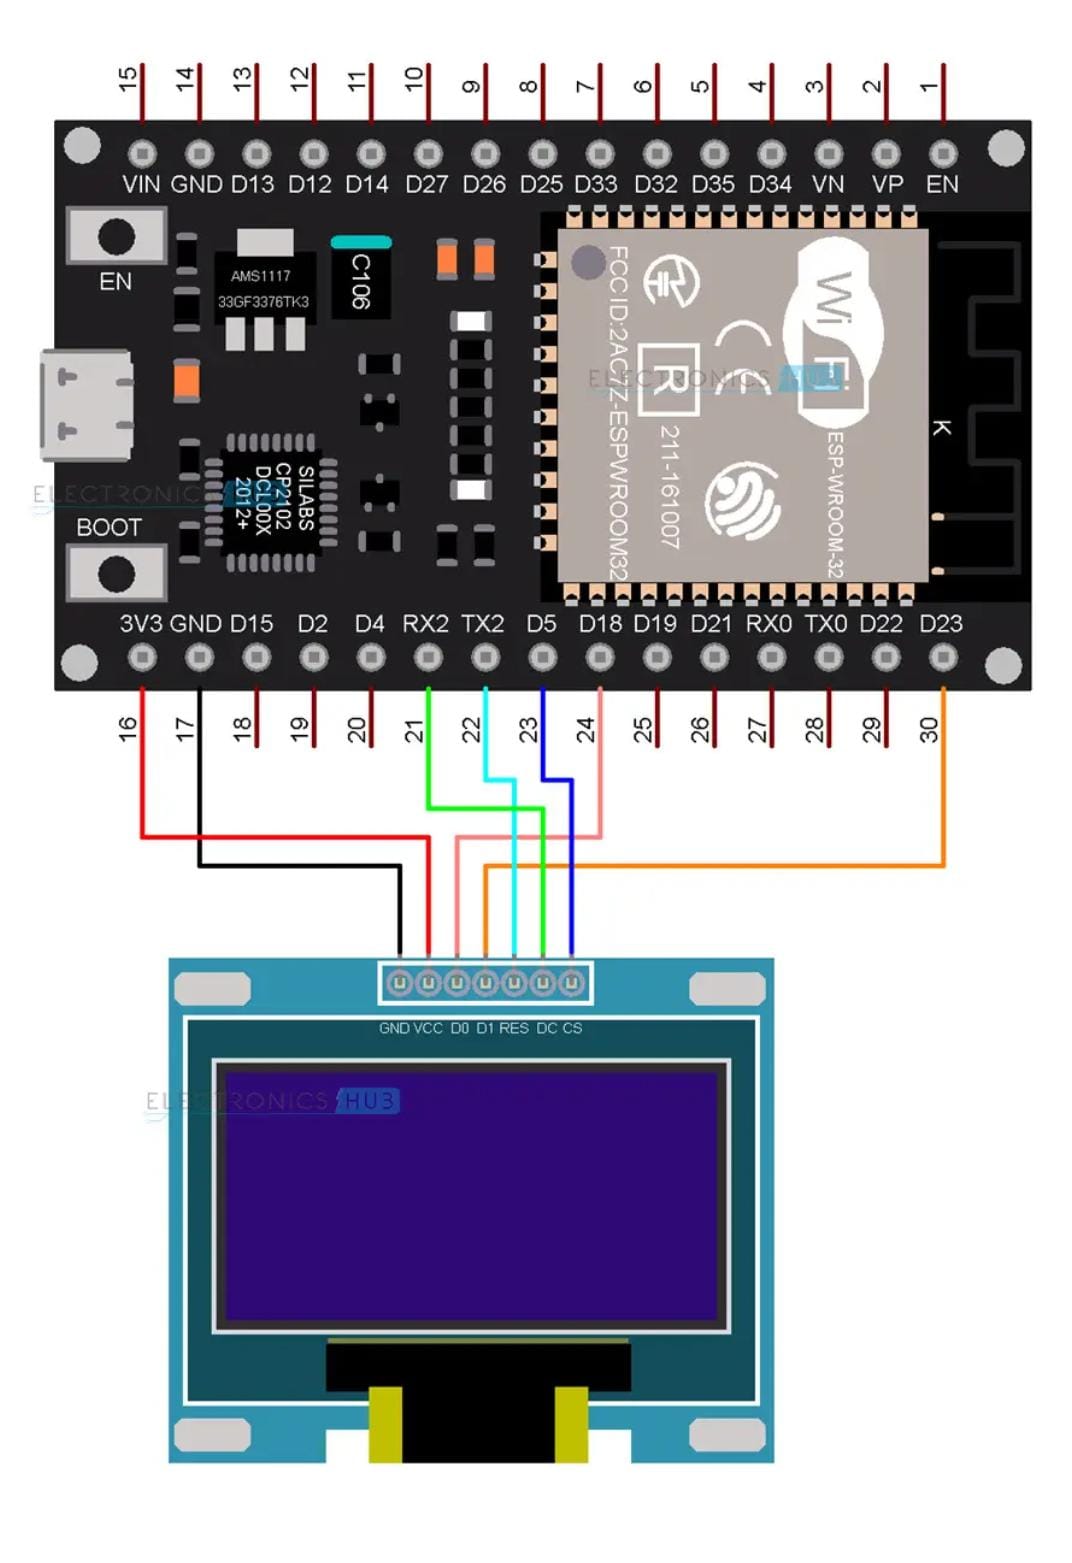 15 14 13 12 11 10 9 8 7 6 5 4 3 2 1
VIN GND D13 D12 D14 D27 D26 D25 D33 D32 D35 D34 VN VP EN
EN
AMS1117
33GF3376TK3
C106
FCC ID:2AC7Z-ESPWROOM32
R
211-161007
CE
WiFi
ESP-WROOM-32
K
ELECTRONICS HUB
SILABS
CP2102
DCL00X
2012+
ELECTRONICS HUB
BOOT
3V3 GND D15 D2 D4 RX2 TX2 D5 D18 D19 D21 RX0 TX0 D22 D23
16 17 18 19 20 21 22 23 24 25 26 27 28 29 30
GND VCC D0 D1 RES DC CS
ELECTRONICS HUB